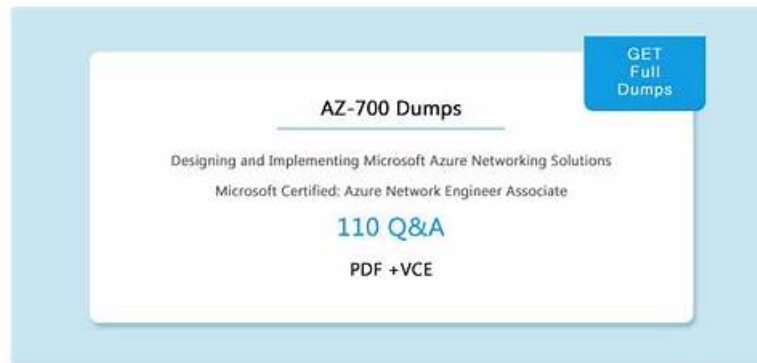 GET
Full
Dumps
AZ-700 Dumps
Designing and Implementing Microsoft Azure Networking Solutions
Microsoft Certified: Azure Network Engineer Associate
110 Q&A
PDF +VCE